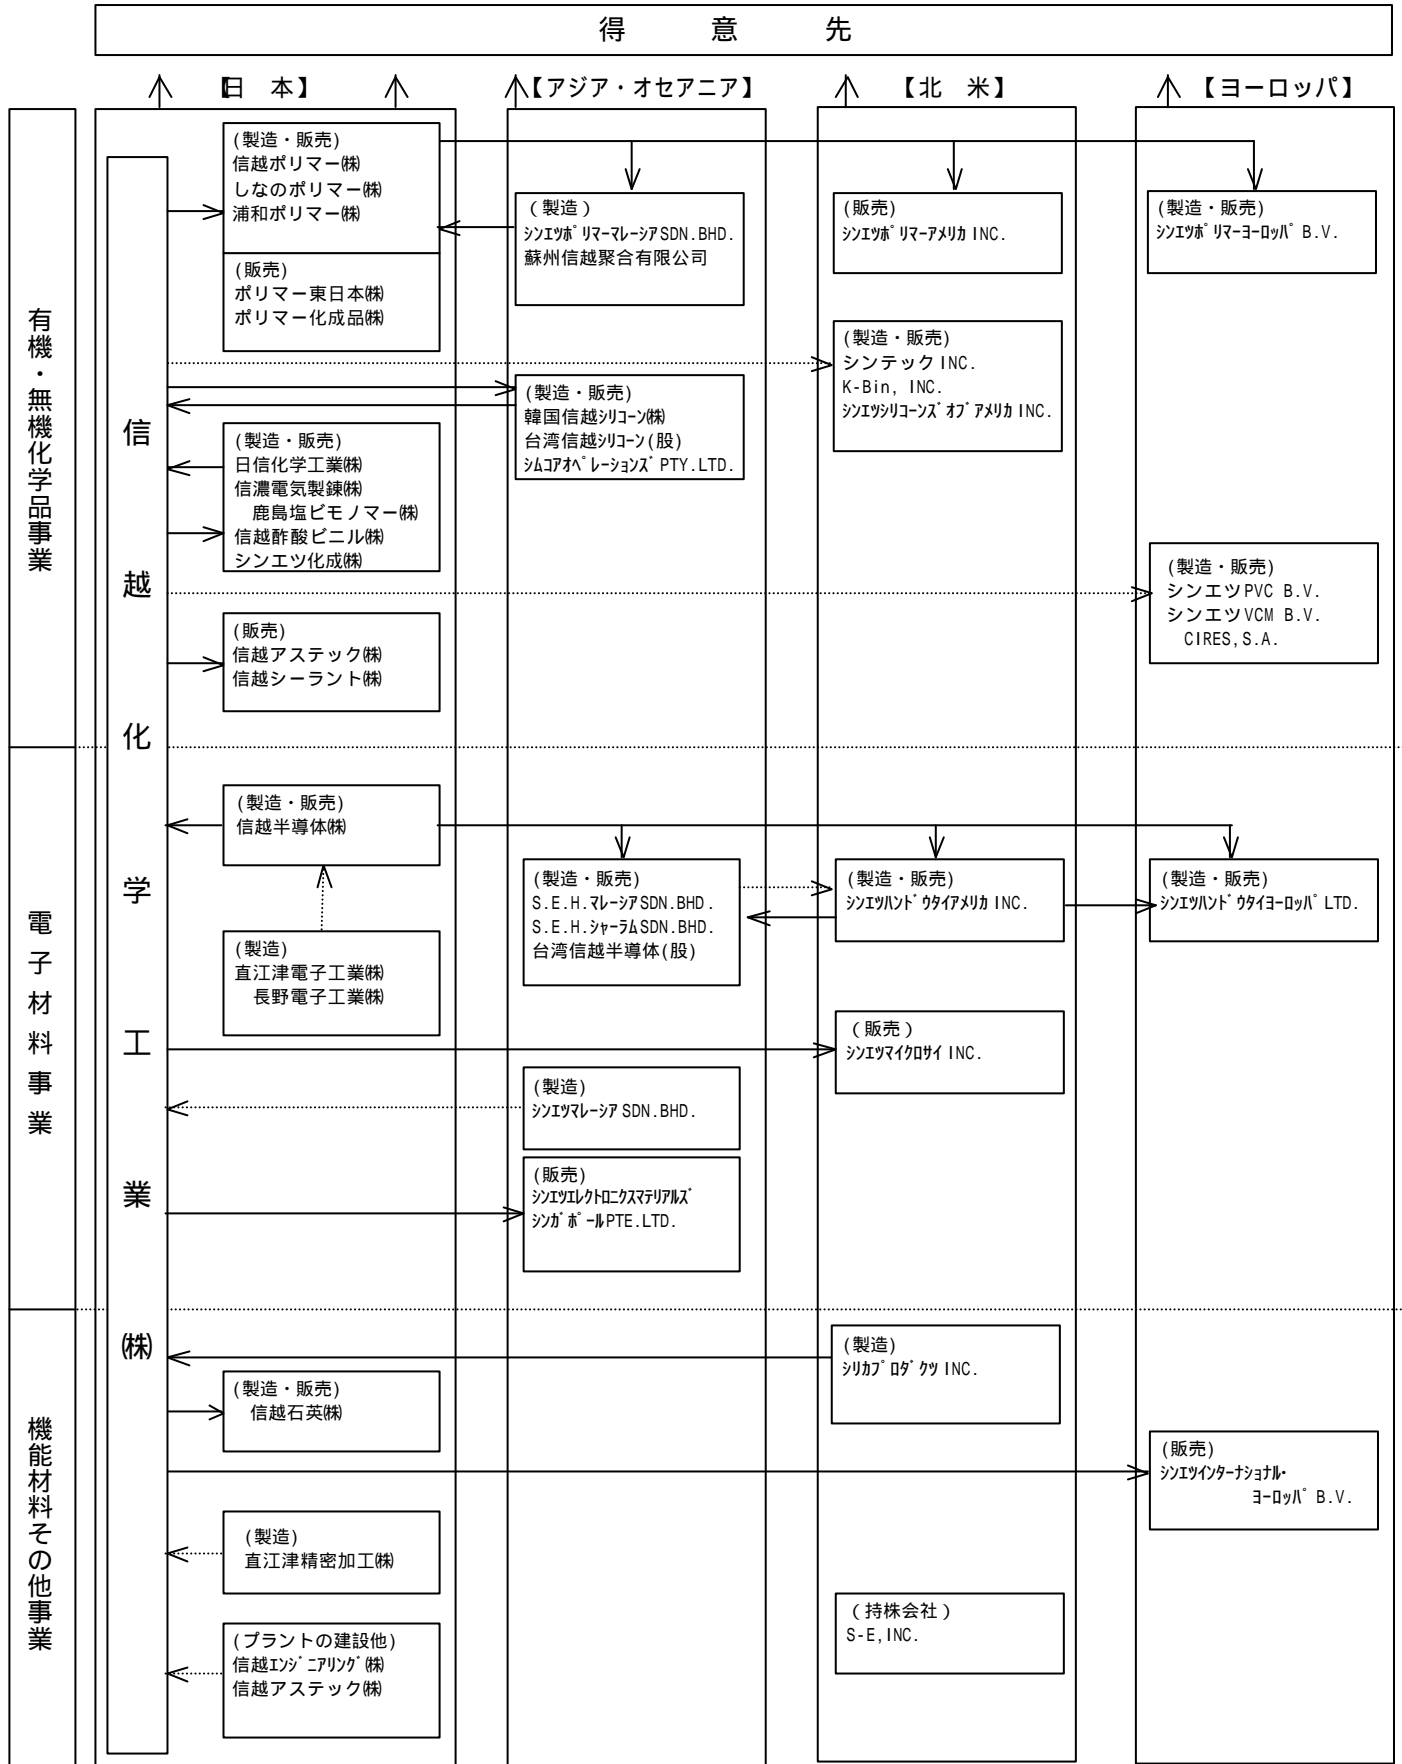 得 意 先
【日 本】
【アジア・オセアニア】
【北 米】
【ヨーロッパ】
有機・無機化学品事業
電子材料事業
機能材料その他事業
信越化学工業㈱
(製造・販売)
信越ポリマー㈱
しなのポリマー㈱
浦和ポリマー㈱
(販売)
ポリマー東日本㈱
ポリマー化成品㈱
(製造)
シンエツポリマーマレーシアSDN.BHD.
蘇州信越聚合有限公司
(販売)
シンエツポリマーアメリカ INC.
(製造・販売)
シンエツポリマーヨーロッパ B.V.
(製造・販売)
シンテック INC.
K-Bin, INC.
シンエツシリコーンズオブアメリカ INC.
(製造・販売)
韓国信越シリコーン㈱
台湾信越シリコーン(股)
シムコアオペレーションズ PTY.LTD.
(製造・販売)
日信化学工業㈱
信濃電気製錬㈱
鹿島塩ビモノマー㈱
信越酢酸ビニル㈱
シンエツ化成㈱
(製造・販売)
シンエツPVC B.V.
シンエツVCM B.V.
CIRES,S.A.
(販売)
信越アステック㈱
信越シーラント㈱
(製造・販売)
信越半導体㈱
(製造)
直江津電子工業㈱
長野電子工業㈱
(製造・販売)
S.E.H.マレーシアSDN.BHD.
S.E.H.シャーラムSDN.BHD.
台湾信越半導体(股)
(製造・販売)
シンエツハンドウタイアメリカ INC.
(製造・販売)
シンエツハンドウタイヨーロッパ LTD.
(販売)
シンエツマイクロサイ INC.
(製造)
シンエツマレーシア SDN.BHD.
(販売)
シンエツエレクトロニクスマテリアルズ
シンガポールPTE.LTD.
(製造)
シリカプロダクツ INC.
(製造・販売)
信越石英㈱
(販売)
シンエツインターナショナル・
ヨーロッパ B.V.
(製造)
直江津精密加工㈱
(持株会社)
S-E,INC.
(プラントの建設他)
信越エンジニアリング㈱
信越アステック㈱